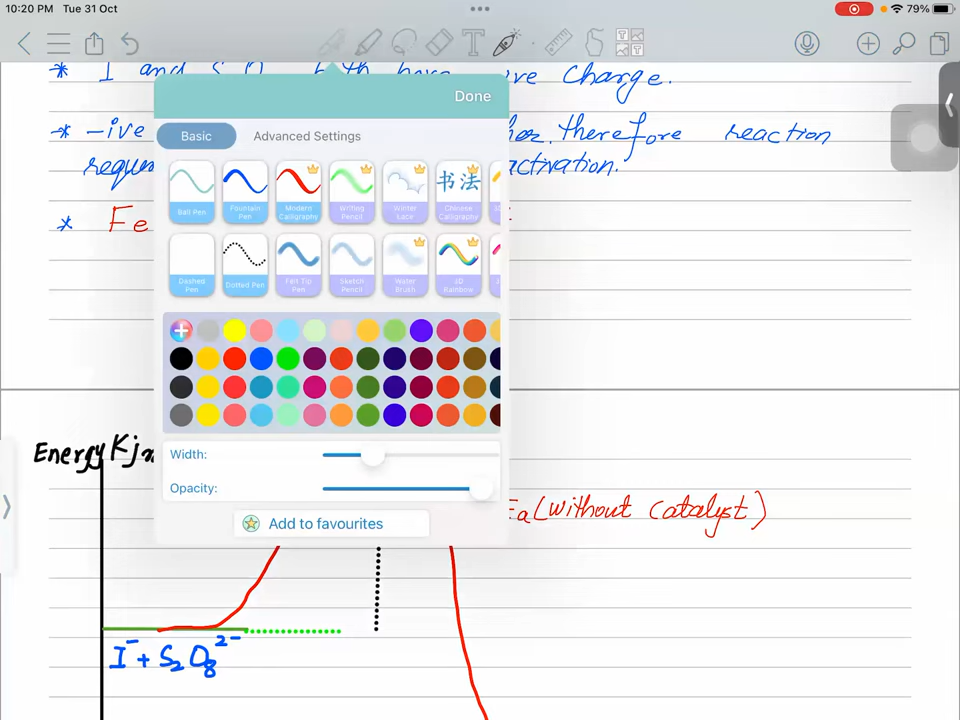 10:20 PM Tue 31 Oct
79%
* I and S O both have charge.
Done
* -ive therefore reaction
Basic Advanced Settings
activation.
* Fe
Ball Pen Fountain Pen Modern Calligraphy Writing Pencil Winter Lace Chinese Calligraphy
书法
Dashed Pen Dotted Pen Felt Tip Pen Sketch Pencil Water Brush 3D Rainbow
Energy Kj
Width:
Opacity:
Ea (without catalyst)
Add to favourites
I⁻ + S₂O₈²⁻